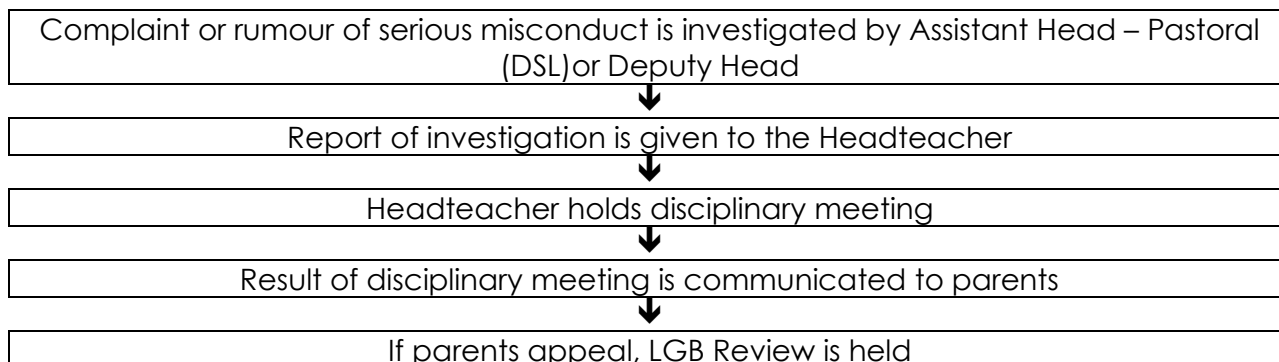 Complaint or rumour of serious misconduct is investigated by Assistant Head – Pastoral
(DSL)or Deputy Head
Report of investigation is given to the Headteacher
Headteacher holds disciplinary meeting
Result of disciplinary meeting is communicated to parents
If parents appeal, LGB Review is held